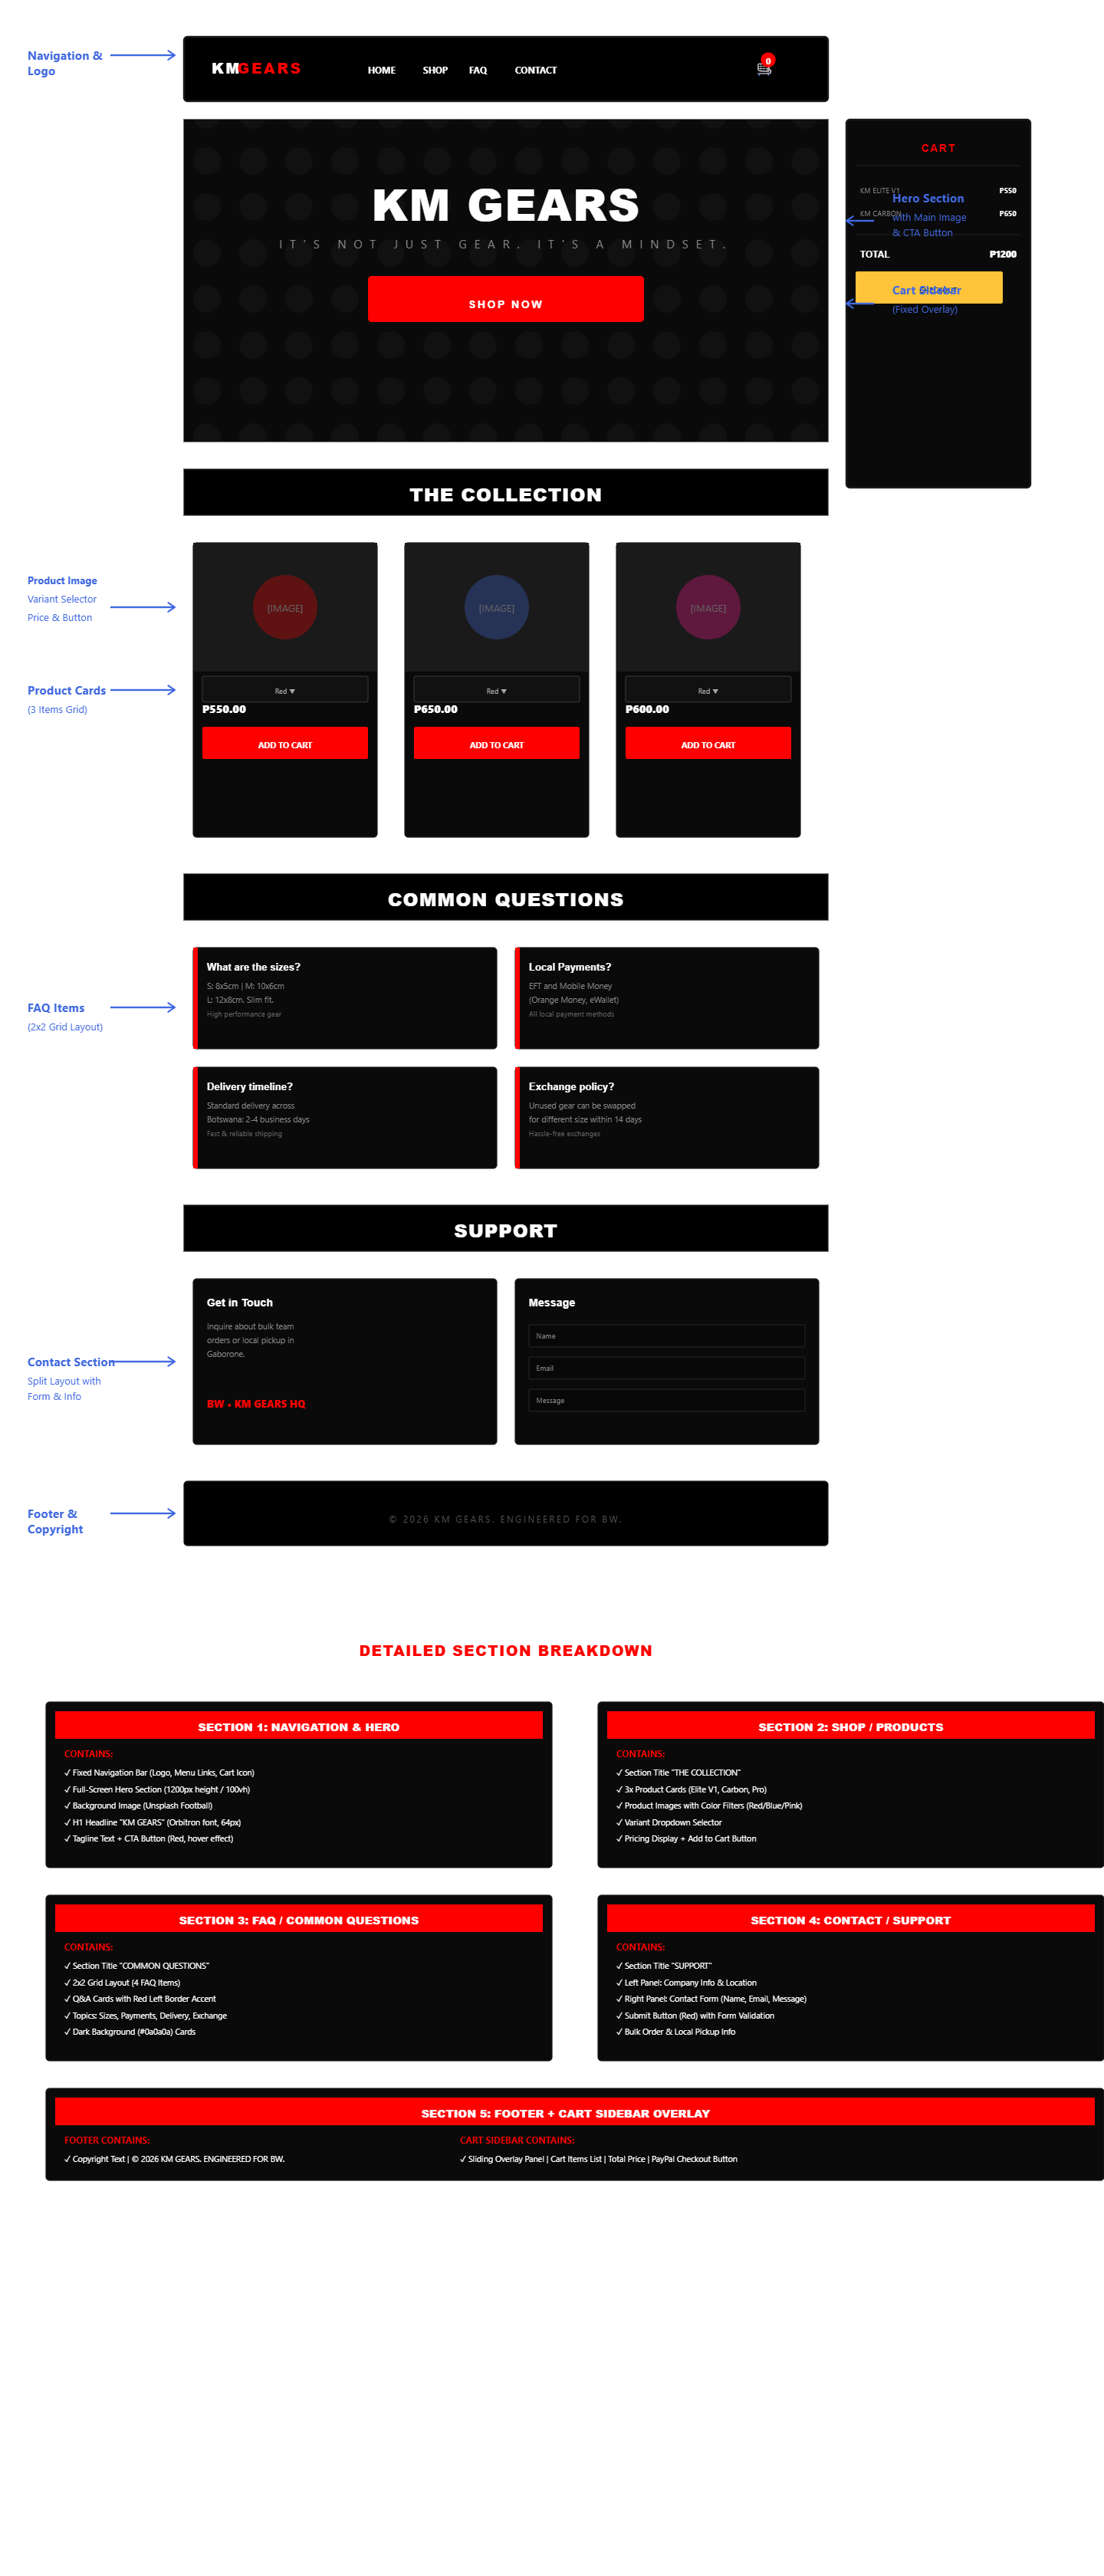 Navigation &
Logo
KMGEARS
HOME SHOP FAQ CONTACT
0
KM GEARS
IT'S NOT JUST GEAR. IT'S A MINDSET.
SHOP NOW
CART
KM ELITE V1 P550
KM CARBON P650
TOTAL P1200
Hero Section
with Main Image
& CTA Button
Cart Sidebar
(Fixed Overlay)
THE COLLECTION
Product Image
Variant Selector
Price & Button
Product Cards
(3 Items Grid)
[IMAGE] [IMAGE] [IMAGE]
Red ▼ Red ▼ Red ▼
P550.00 P650.00 P600.00
ADD TO CART ADD TO CART ADD TO CART
COMMON QUESTIONS
FAQ Items
(2x2 Grid Layout)
What are the sizes?
S: 8x5cm | M: 10x6cm
L: 12x8cm. Slim fit.
High performance gear
Local Payments?
EFT and Mobile Money
(Orange Money, eWallet)
All local payment methods
Delivery timeline?
Standard delivery across
Botswana: 2-4 business days
Fast & reliable shipping
Exchange policy?
Unused gear can be swapped
for different size within 14 days
Hassle-free exchanges
SUPPORT
Contact Section
Split Layout with
Form & Info
Get in Touch
Inquire about bulk team
orders or local pickup in
Gaborone.
BW • KM GEARS HQ
Message
Name
Email
Message
Footer &
Copyright
© 2026 KM GEARS. ENGINEERED FOR BW.
DETAILED SECTION BREAKDOWN
SECTION 1: NAVIGATION & HERO
CONTAINS:
✓ Fixed Navigation Bar (Logo, Menu Links, Cart Icon)
✓ Full-Screen Hero Section (1200px height / 100vh)
✓ Background Image (Unsplash Football)
✓ H1 Headline "KM GEARS" (Orbitron font, 64px)
✓ Tagline Text + CTA Button (Red, hover effect)
SECTION 2: SHOP / PRODUCTS
CONTAINS:
✓ Section Title "THE COLLECTION"
✓ 3x Product Cards (Elite V1, Carbon, Pro)
✓ Product Images with Color Filters (Red/Blue/Pink)
✓ Variant Dropdown Selector
✓ Pricing Display + Add to Cart Button
SECTION 3: FAQ / COMMON QUESTIONS
CONTAINS:
✓ Section Title "COMMON QUESTIONS"
✓ 2x2 Grid Layout (4 FAQ Items)
✓ Q&A Cards with Red Left Border Accent
✓ Topics: Sizes, Payments, Delivery, Exchange
✓ Dark Background (#0a0a0a) Cards
SECTION 4: CONTACT / SUPPORT
CONTAINS:
✓ Section Title "SUPPORT"
✓ Left Panel: Company Info & Location
✓ Right Panel: Contact Form (Name, Email, Message)
✓ Submit Button (Red) with Form Validation
✓ Bulk Order & Local Pickup Info
SECTION 5: FOOTER + CART SIDEBAR OVERLAY
FOOTER CONTAINS:
✓ Copyright Text | © 2026 KM GEARS. ENGINEERED FOR BW.
CART SIDEBAR CONTAINS:
✓ Sliding Overlay Panel | Cart Items List | Total Price | PayPal Checkout Button